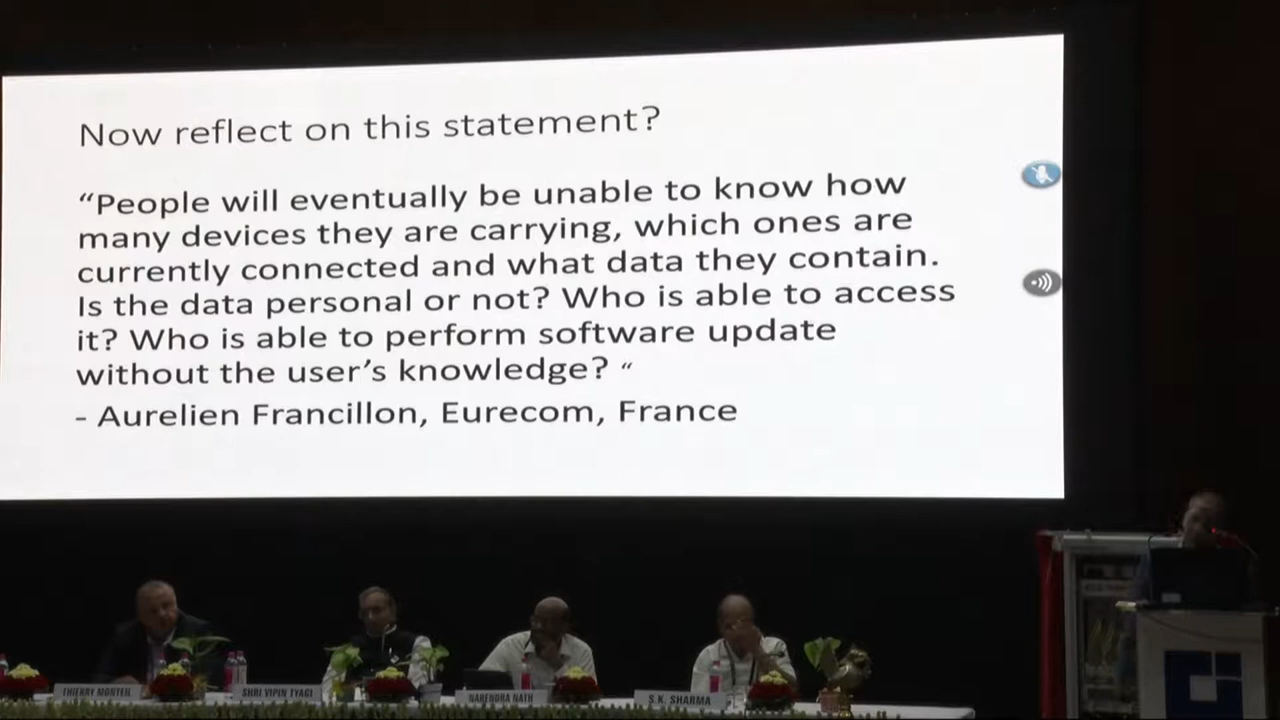 Now reflect on this statement?
“People will eventually be unable to know how
many devices they are carrying, which ones are
currently connected and what data they contain.
Is the data personal or not? Who is able to access
it? Who is able to perform software update
without the user’s knowledge? “
- Aurelien Francillon, Eurecom, France
THIERRY MONTEIL
SHRI VIPIN TYAGI
NARENDRA NATH
S.K. SHARMA